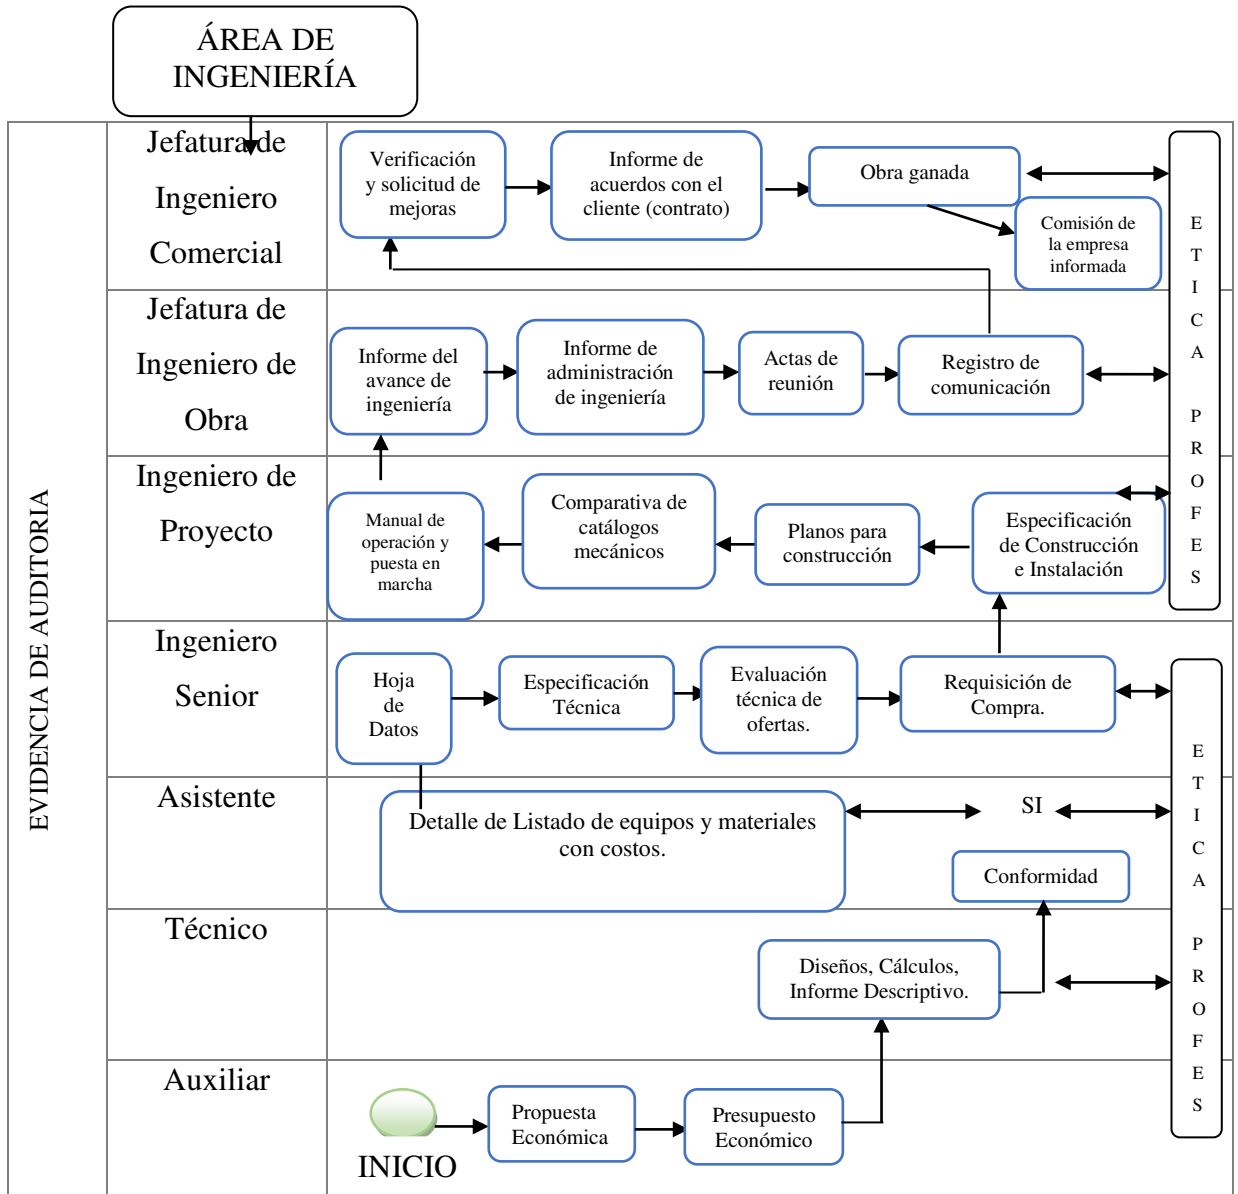 ÁREA DE
INGENIERÍA
EVIDENCIA DE AUDITORIA
Jefatura de
Ingeniero
Comercial
Verificación
y solicitud de
mejoras
Informe de
acuerdos con el
cliente (contrato)
Obra ganada
Comisión de
la empresa
informada
ETICA PROFES
Jefatura de
Ingeniero de
Obra
Informe del
avance de
ingeniería
Informe de
administración
de ingeniería
Actas de
reunión
Registro de
comunicación
Ingeniero de
Proyecto
Manual de
operación y
puesta en
marcha
Comparativa de
catálogos
mecánicos
Planos para
construcción
Especificación
de Construcción
e Instalación
Ingeniero
Senior
Hoja
de
Datos
Especificación
Técnica
Evaluación
técnica de
ofertas.
Requisición de
Compra.
ETICA PROFES
Asistente
Detalle de Listado de equipos y materiales
con costos.
SI
Conformidad
Técnico
Diseños, Cálculos,
Informe Descriptivo.
Auxiliar
INICIO
Propuesta
Económica
Presupuesto
Económico